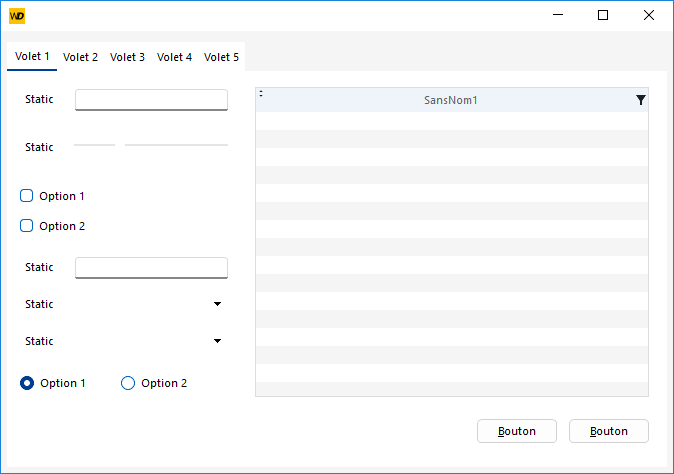 WD
Volet 1 Volet 2 Volet 3 Volet 4 Volet 5
Static
SansNom1
Static
Option 1
Option 2
Static
Static
Static
Option 1 Option 2
Bouton Bouton